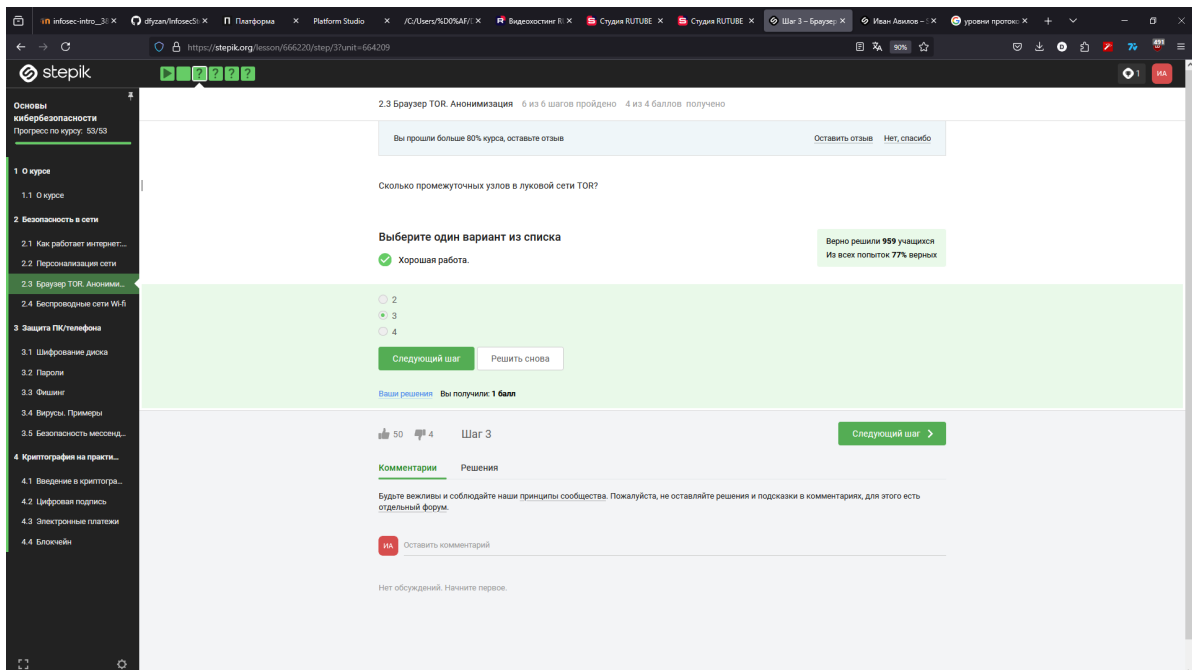 infosec-intro_3
dfyzan/InfosecSt
Платформа
Platform Studio
/C:/Users/%D0%AF/
Видеохостинг R
Студия RUTUBE
Студия RUTUBE
Шаг 3 – Браузер
Иван Авилов –
уровни протоко
https://stepik.org/lesson/666220/step/3?unit=664209
90%
491
stepik
1
ИА
Основы
кибербезопасности
Прогресс по курсу: 53/53
1 О курсе
1.1 О курсе
2 Безопасность в сети
2.1 Как работает интернет:...
2.2 Персонализация сети
2.3 Браузер TOR. Аноними...
2.4 Беспроводные сети Wi-fi
3 Защита ПК/телефона
3.1 Шифрование диска
3.2 Пароли
3.3 Фишинг
3.4 Вирусы. Примеры
3.5 Безопасность мессенд...
4 Криптография на практи...
4.1 Введение в криптогра...
4.2 Цифровая подпись
4.3 Электронные платежи
4.4 Блокчейн
2.3 Браузер TOR. Анонимизация 6 из 6 шагов пройдено 4 из 4 баллов получено
Вы прошли больше 80% курса, оставьте отзыв
Оставить отзыв Нет, спасибо
Сколько промежуточных узлов в луковой сети TOR?
Выберите один вариант из списка
Хорошая работа.
Верно решили 959 учащихся
Из всех попыток 77% верных
2
3
4
Следующий шаг
Решить снова
Ваши решения Вы получили: 1 балл
50 4 Шаг 3
Следующий шаг
Комментарии Решения
Будьте вежливы и соблюдайте наши принципы сообщества. Пожалуйста, не оставляйте решения и подсказки в комментариях, для этого есть
отдельный форум.
ИА
Оставить комментарий
Нет обсуждений. Начните первое.